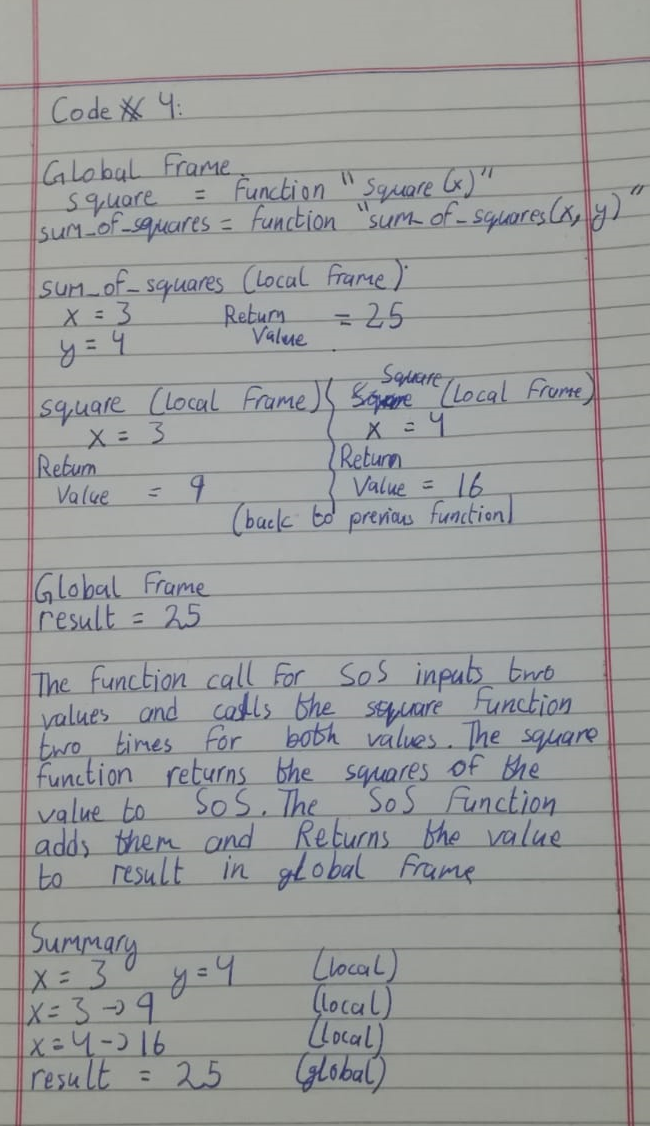 Code # 4:
Global Frame
square = Function "square (x)"
sum_of_squares = function "sum_of_squares(x, y)"
sum_of_squares (Local Frame):
x = 3 Return = 25
y = 4 Value
square (Local Frame) Square (Local Frame)
x = 3 x = 4
Return Return
Value = 9 Value = 16
(back to previous function)
Global Frame
result = 25
The function call for SoS inputs two
values and calls the square function
two times for both values. The square
function returns the squares of the
value to SoS. The SoS Function
adds them and Returns the value
to result in global Frame
Summary
x = 3 y = 4 (local)
x = 3 → 9 (local)
x = 4 → 16 (local)
result = 25 (global)